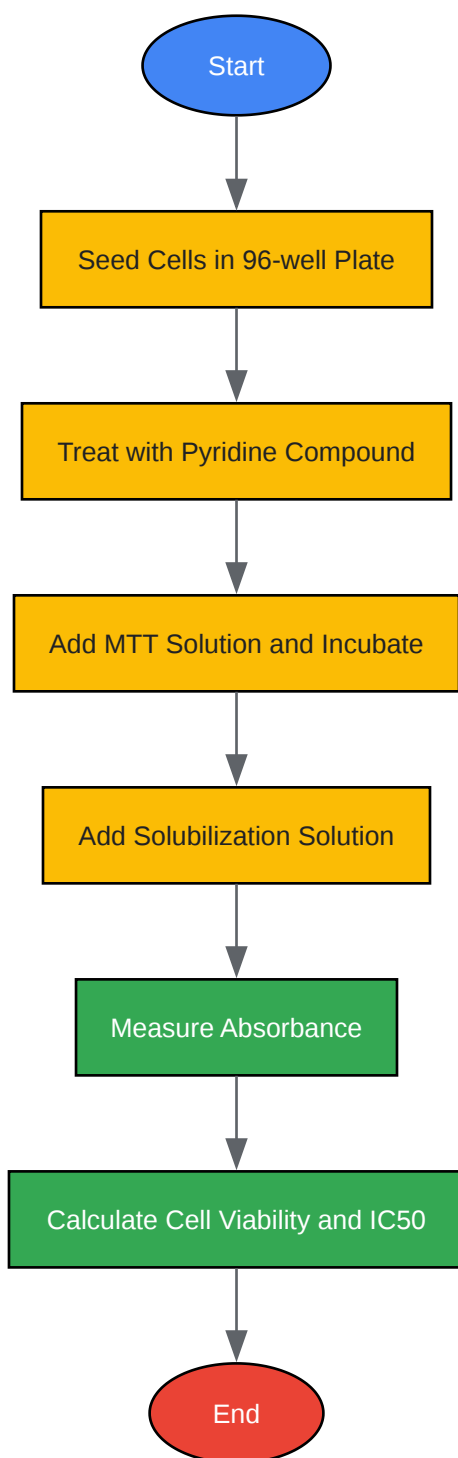 Start
Seed Cells in 96-well Plate
Treat with Pyridine Compound
Add MTT Solution and Incubate
Add Solubilization Solution
Measure Absorbance
Calculate Cell Viability and IC50
End